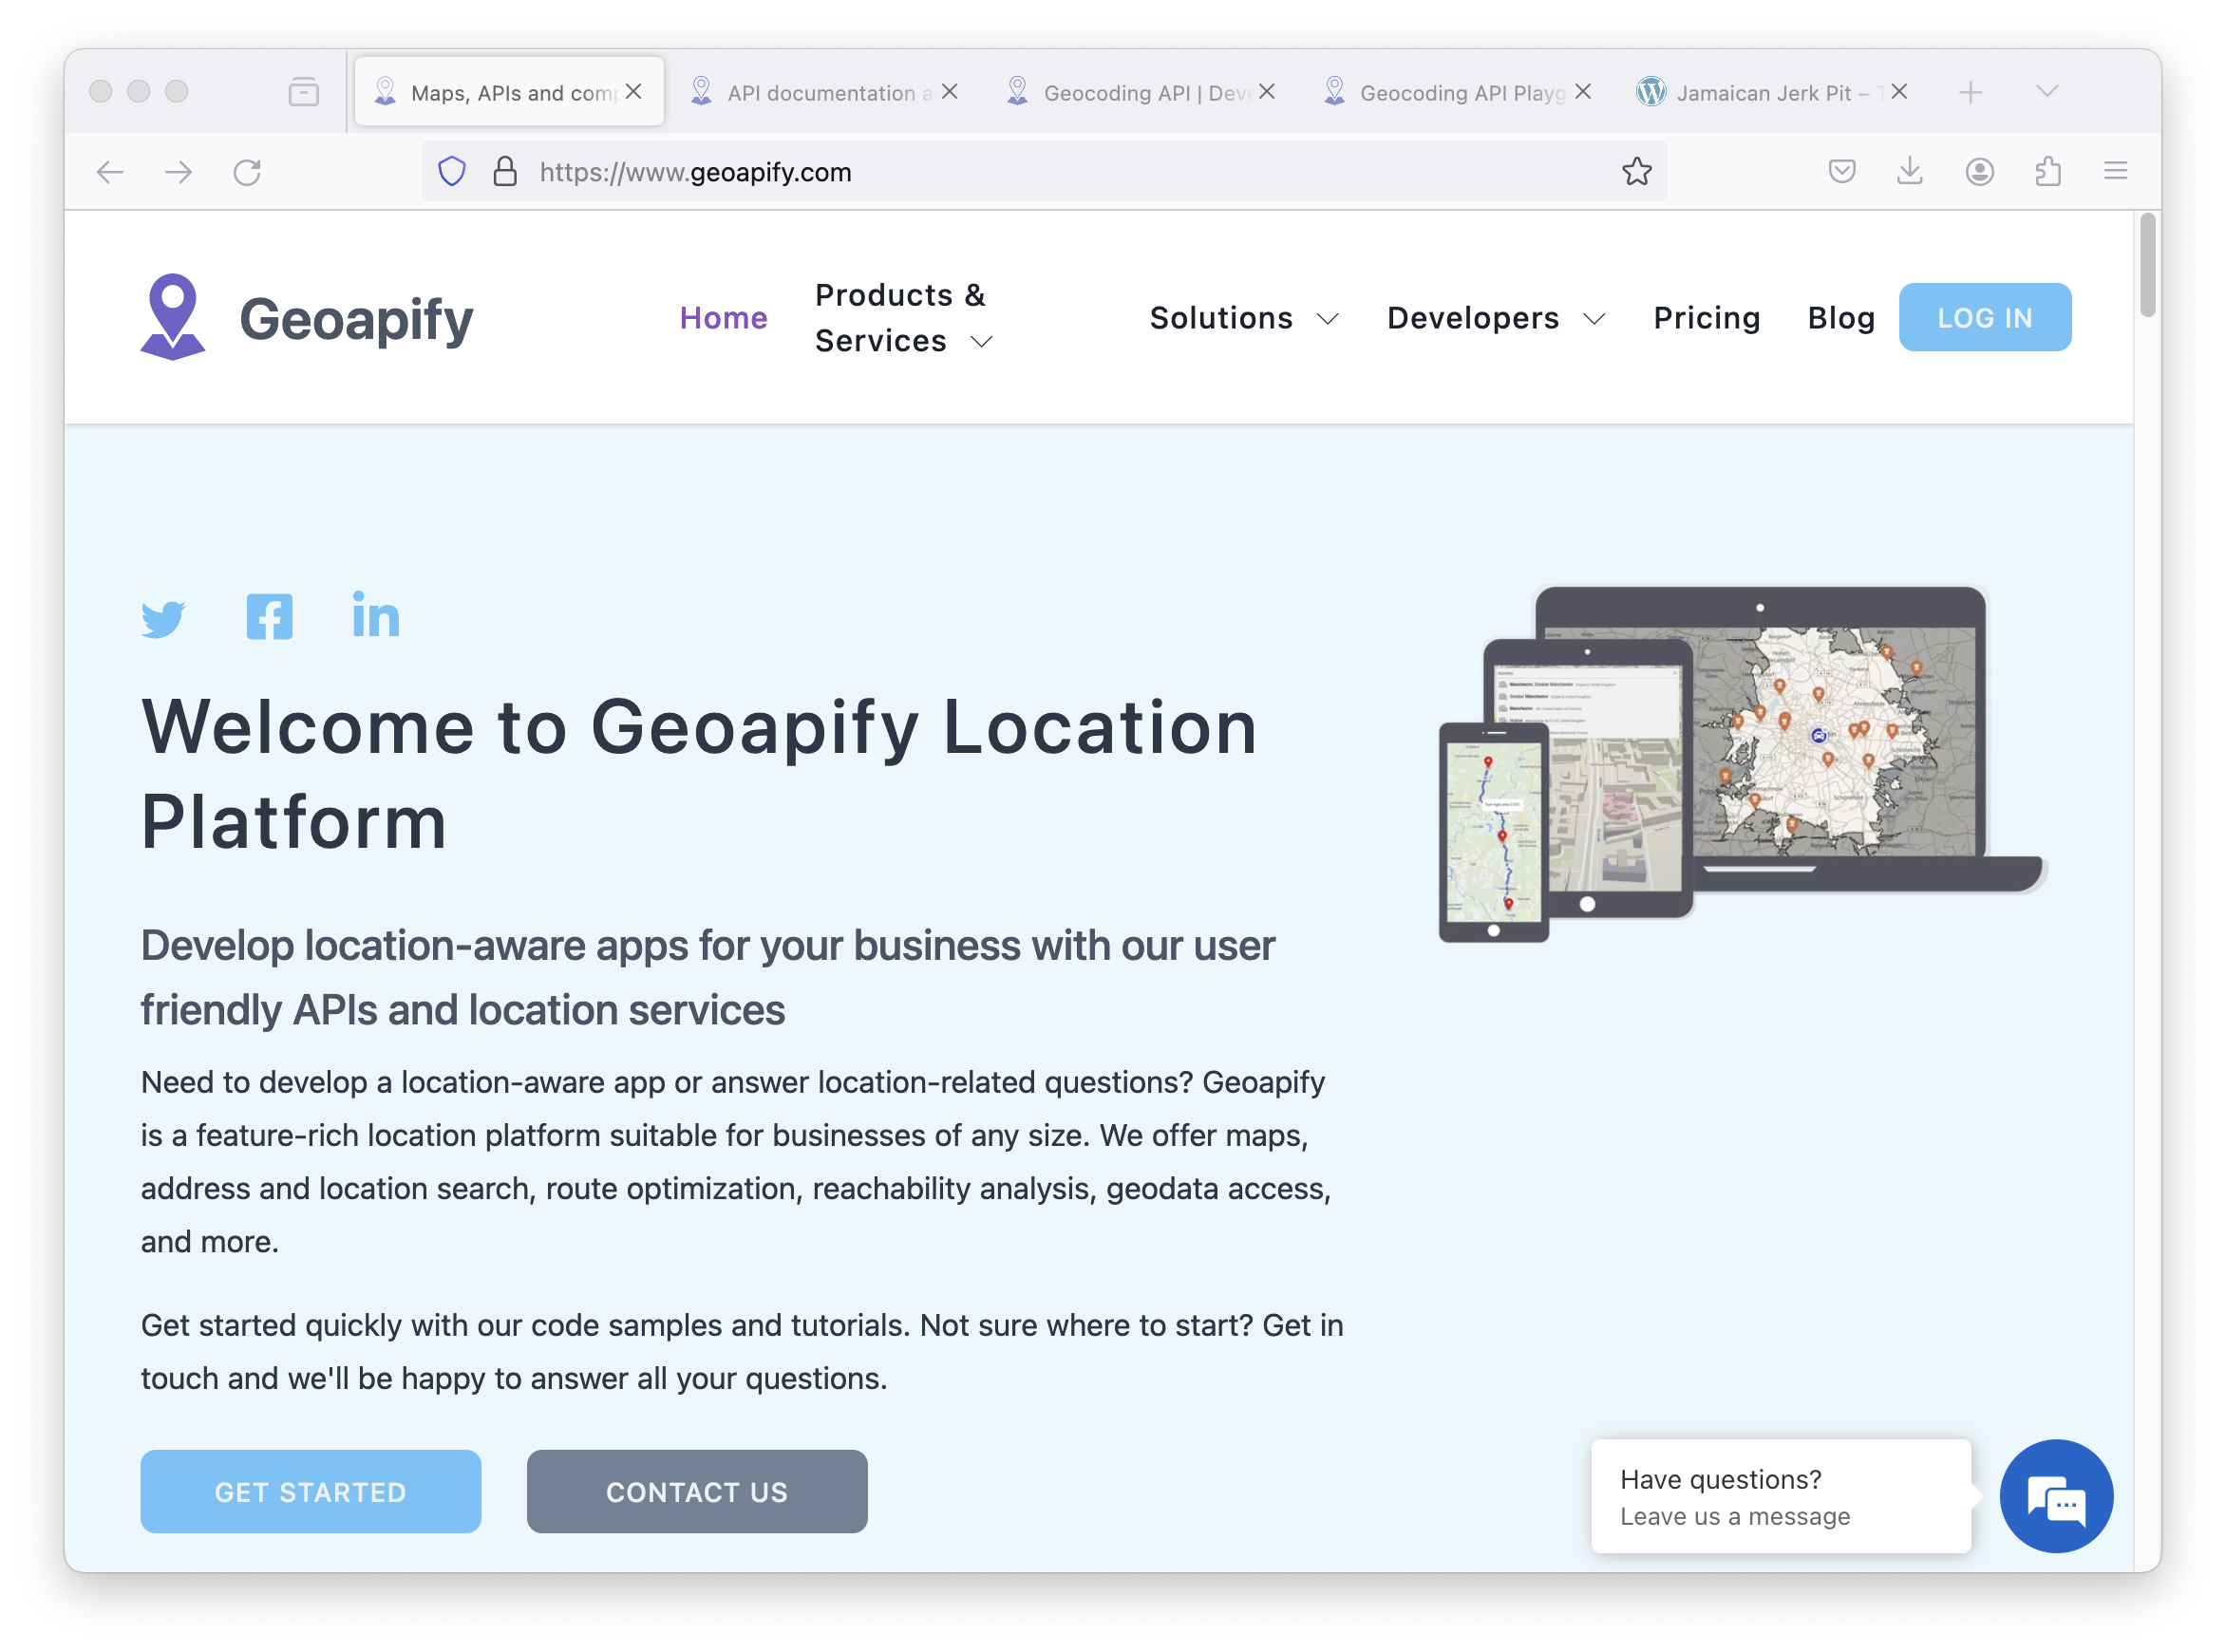 Maps, APIs and com
API documentation a
Geocoding API | Dev
Geocoding API Playg
Jamaican Jerk Pit –
https://www.geoapify.com
Geoapify
Home
Products &
Services
Solutions
Developers
Pricing
Blog
LOG IN
Welcome to Geoapify Location
Platform
Develop location-aware apps for your business with our user
friendly APIs and location services
Need to develop a location-aware app or answer location-related questions? Geoapify
is a feature-rich location platform suitable for businesses of any size. We offer maps,
address and location search, route optimization, reachability analysis, geodata access,
and more.
Get started quickly with our code samples and tutorials. Not sure where to start? Get in
touch and we'll be happy to answer all your questions.
GET STARTED
CONTACT US
Have questions?
Leave us a message